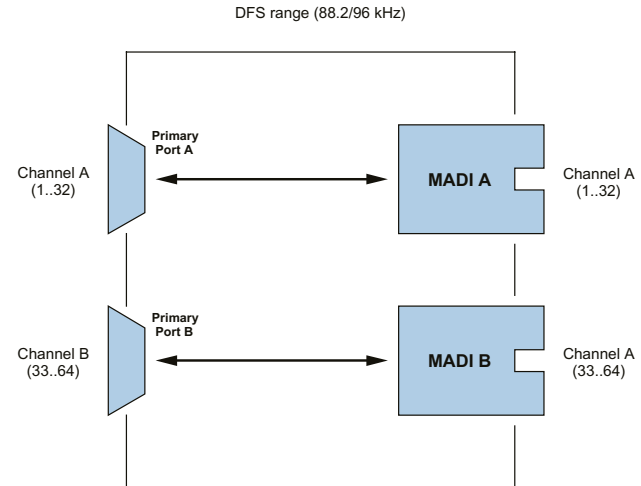 DFS range (88.2/96 kHz)
Primary
Port A
Channel A
(1..32)
MADI A
Channel A
(1..32)
Primary
Port B
Channel B
(33..64)
MADI B
Channel A
(33..64)